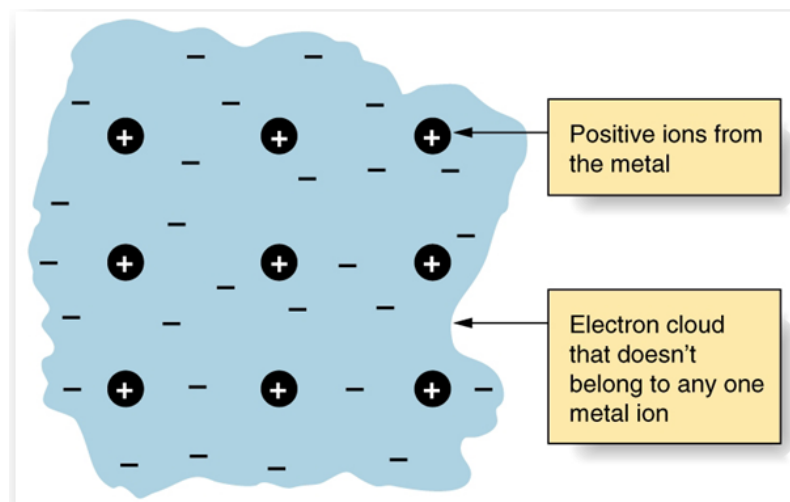 Positive ions from
the metal
Electron cloud
that doesn't
belong to any one
metal ion